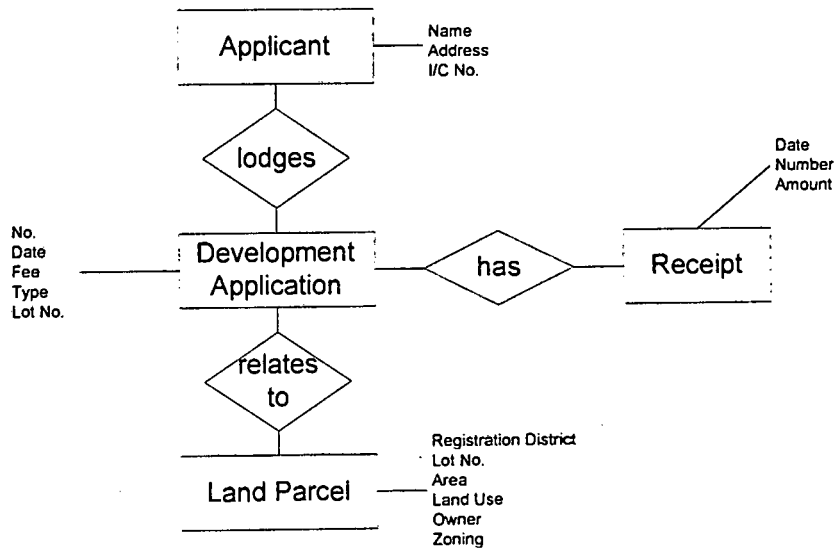 Applicant
Name
Address
I/C No.
lodges
Date
Number
Amount
No.
Date
Fee
Type
Lot No.
Development
Application
has
Receipt
relates
to
Registration District
Lot No.
Area
Land Use
Owner
Zoning
Land Parcel